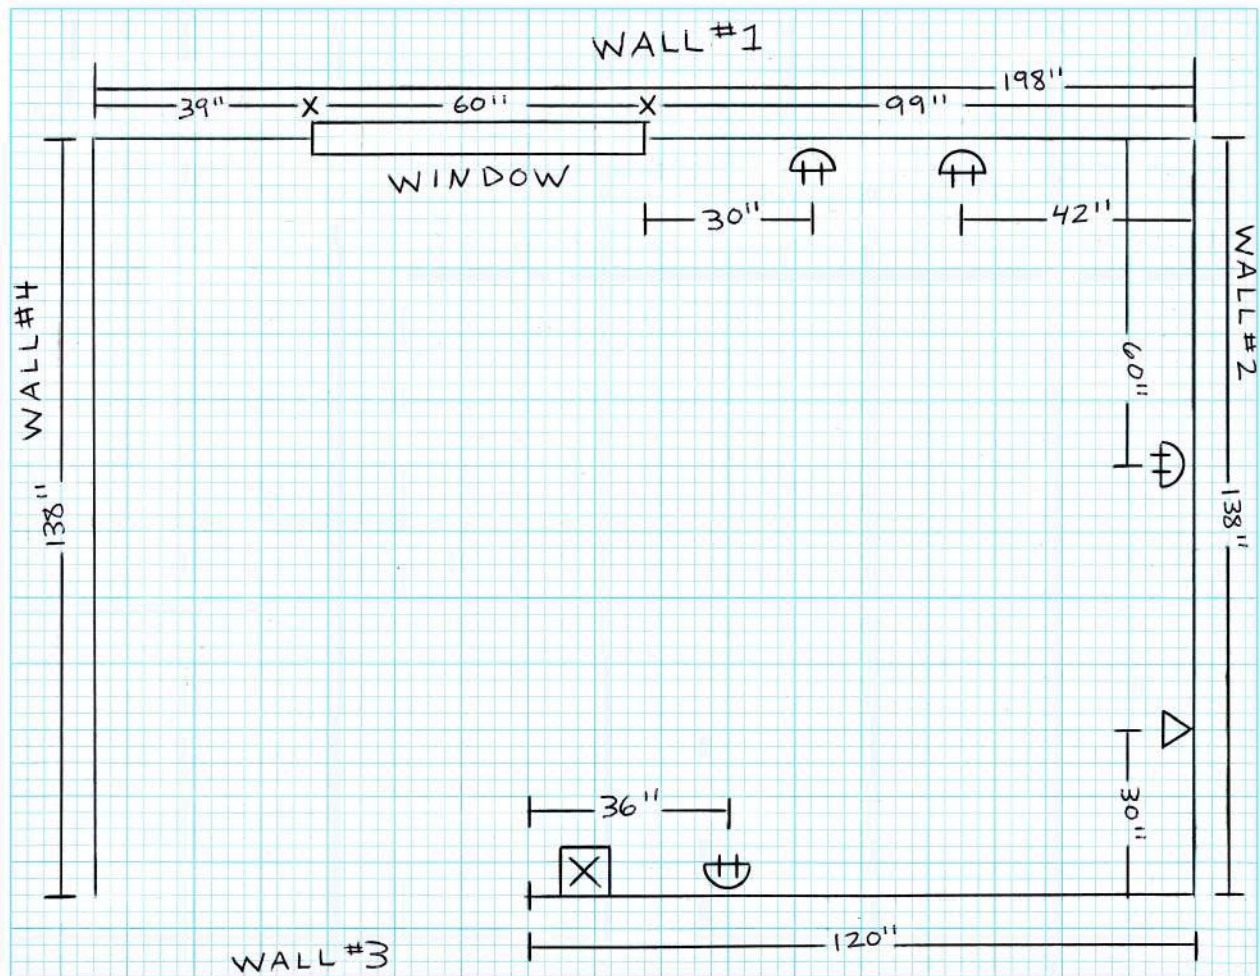 WALL #1
198"
39" X 60" X 99"
WINDOW
30"
42"
WALL #4
WALL #2
60"
138"
138"
36"
30"
X
120"
WALL #3